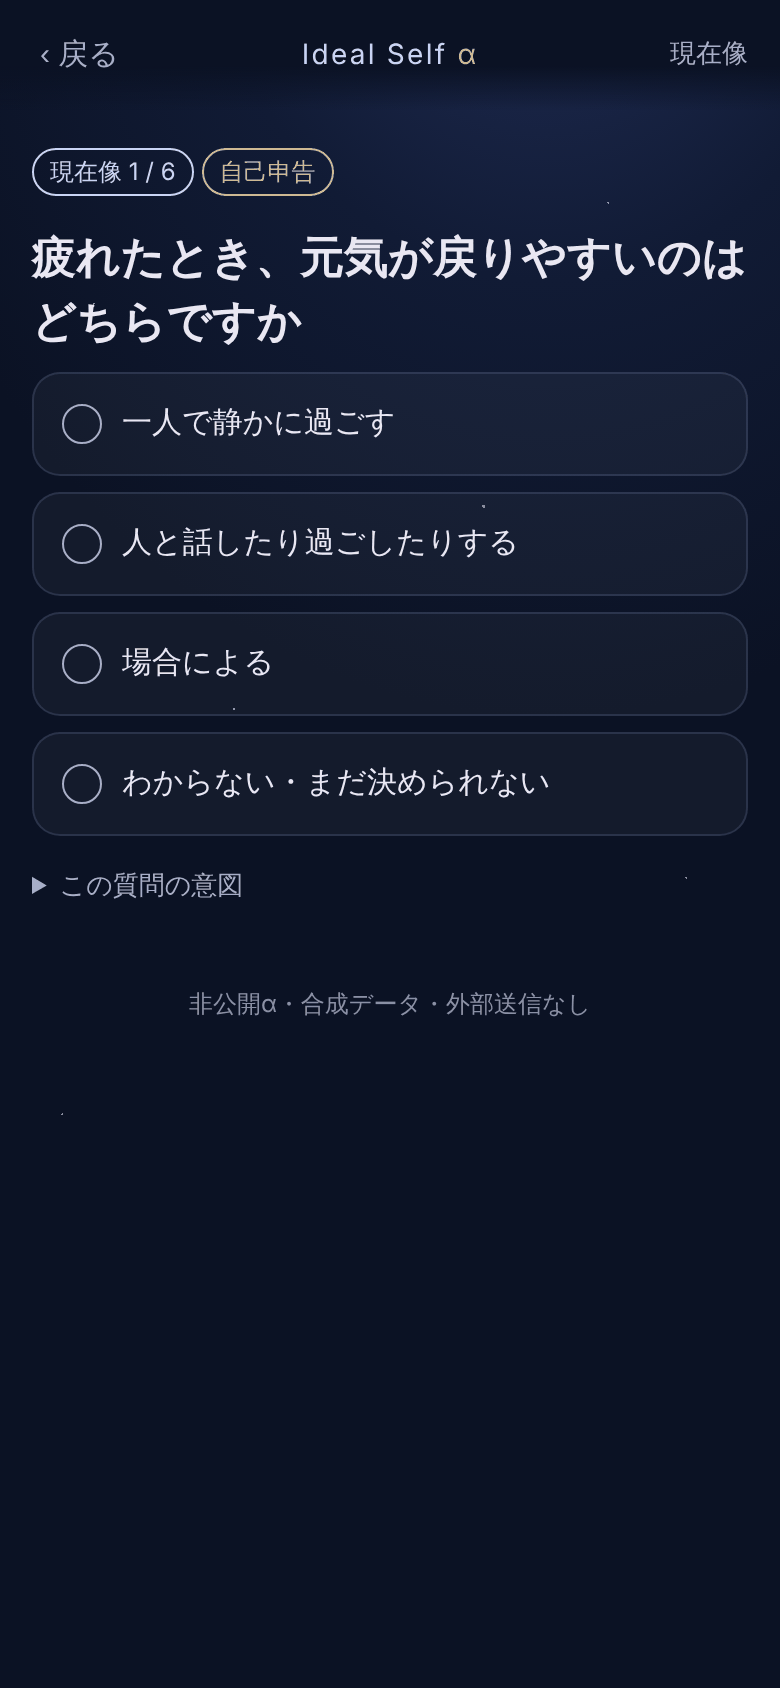 ‹ 戻る
Ideal Self α
現在像
現在像 1 / 6
自己申告
疲れたとき、元気が戻りやすいのは
どちらですか
一人で静かに過ごす
人と話したり過ごしたりする
場合による
わからない・まだ決められない
▶ この質問の意図
非公開α・合成データ・外部送信なし